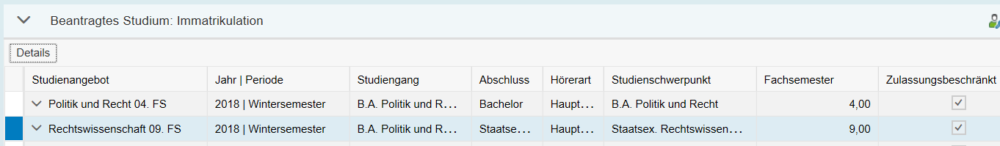 Beantragtes Studium: Immatrikulation
Details
Studienangebot Jahr | Periode Studiengang Abschluss Hörerart Studienschwerpunkt Fachsemester Zulassungsbeschränkt
Politik und Recht 04. FS 2018 | Wintersemester B.A. Politik und R... Bachelor Haupt... B.A. Politik und Recht 4,00
Rechtswissenschaft 09. FS 2018 | Wintersemester B.A. Politik und R... Staatse... Haupt... Staatsex. Rechtswissen... 9,00